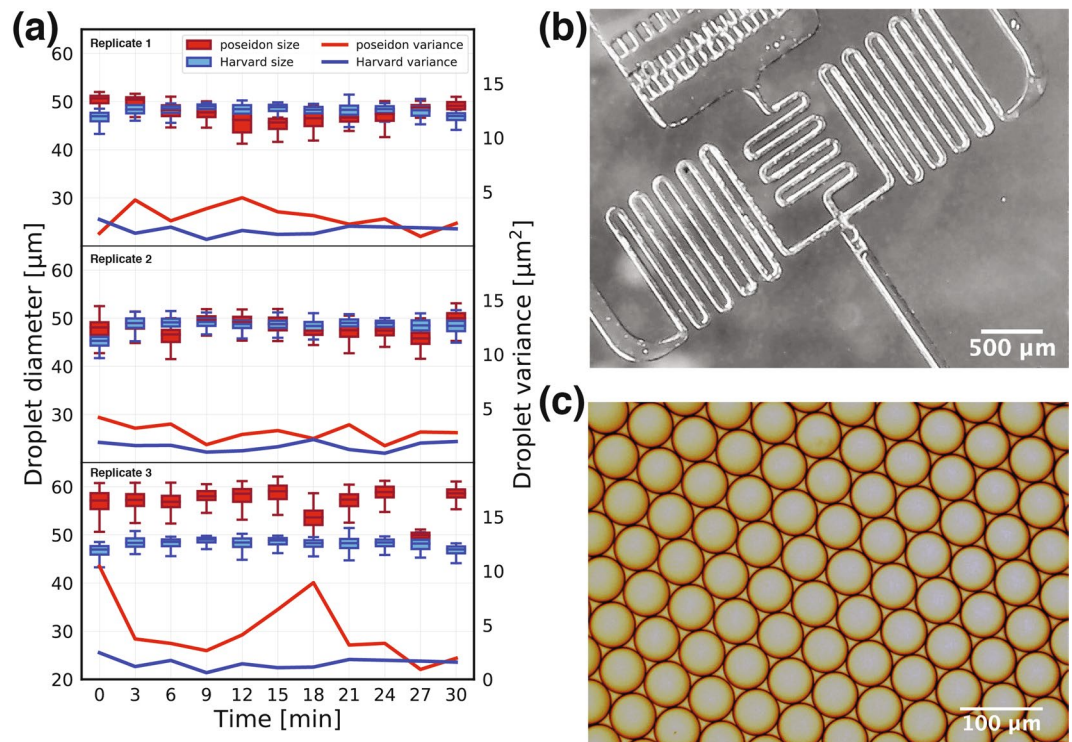 (a)
Replicate 1
poseidon size
Harvard size
poseidon variance
Harvard variance
60
50
40
30
15
10
5
Replicate 2
60
50
40
30
15
10
5
Replicate 3
60
50
40
30
20
15
10
5
0
Droplet diameter [µm]
Droplet variance [µm²]
0 3 6 9 12 15 18 21 24 27 30
Time [min]
(b)
500 µm
(c)
100 µm